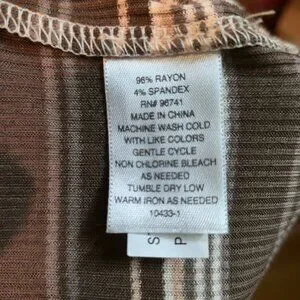 96% RAYON
4% SPANDEX
RN# 96741
MADE IN CHINA
MACHINE WASH COLD
WITH LIKE COLORS
GENTLE CYCLE
NON CHLORINE BLEACH
AS NEEDED
TUMBLE DRY LOW
WARM IRON AS NEEDED
10433-1